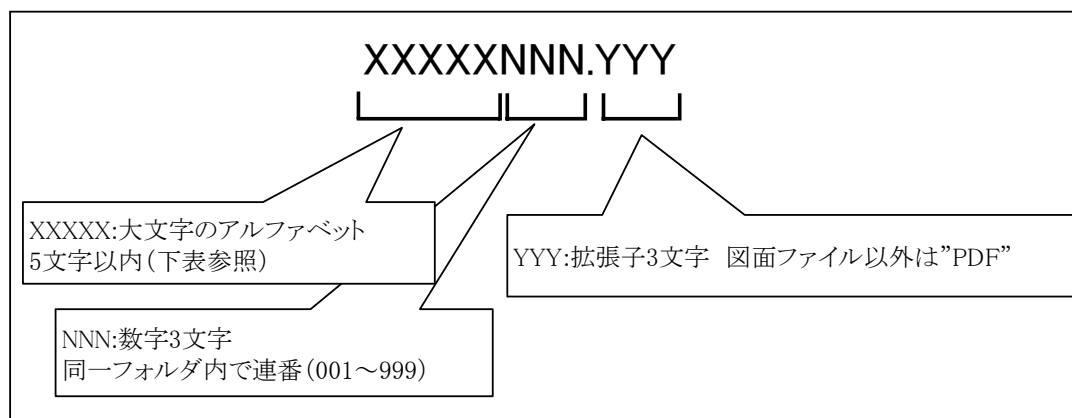 XXXXXNNN.YYY
XXXXX:大文字のアルファベット
5文字以内(下表参照)
YYY:拡張子3文字 図面ファイル以外は"PDF"
NNN:数字3文字
同一フォルダ内で連番(001～999)